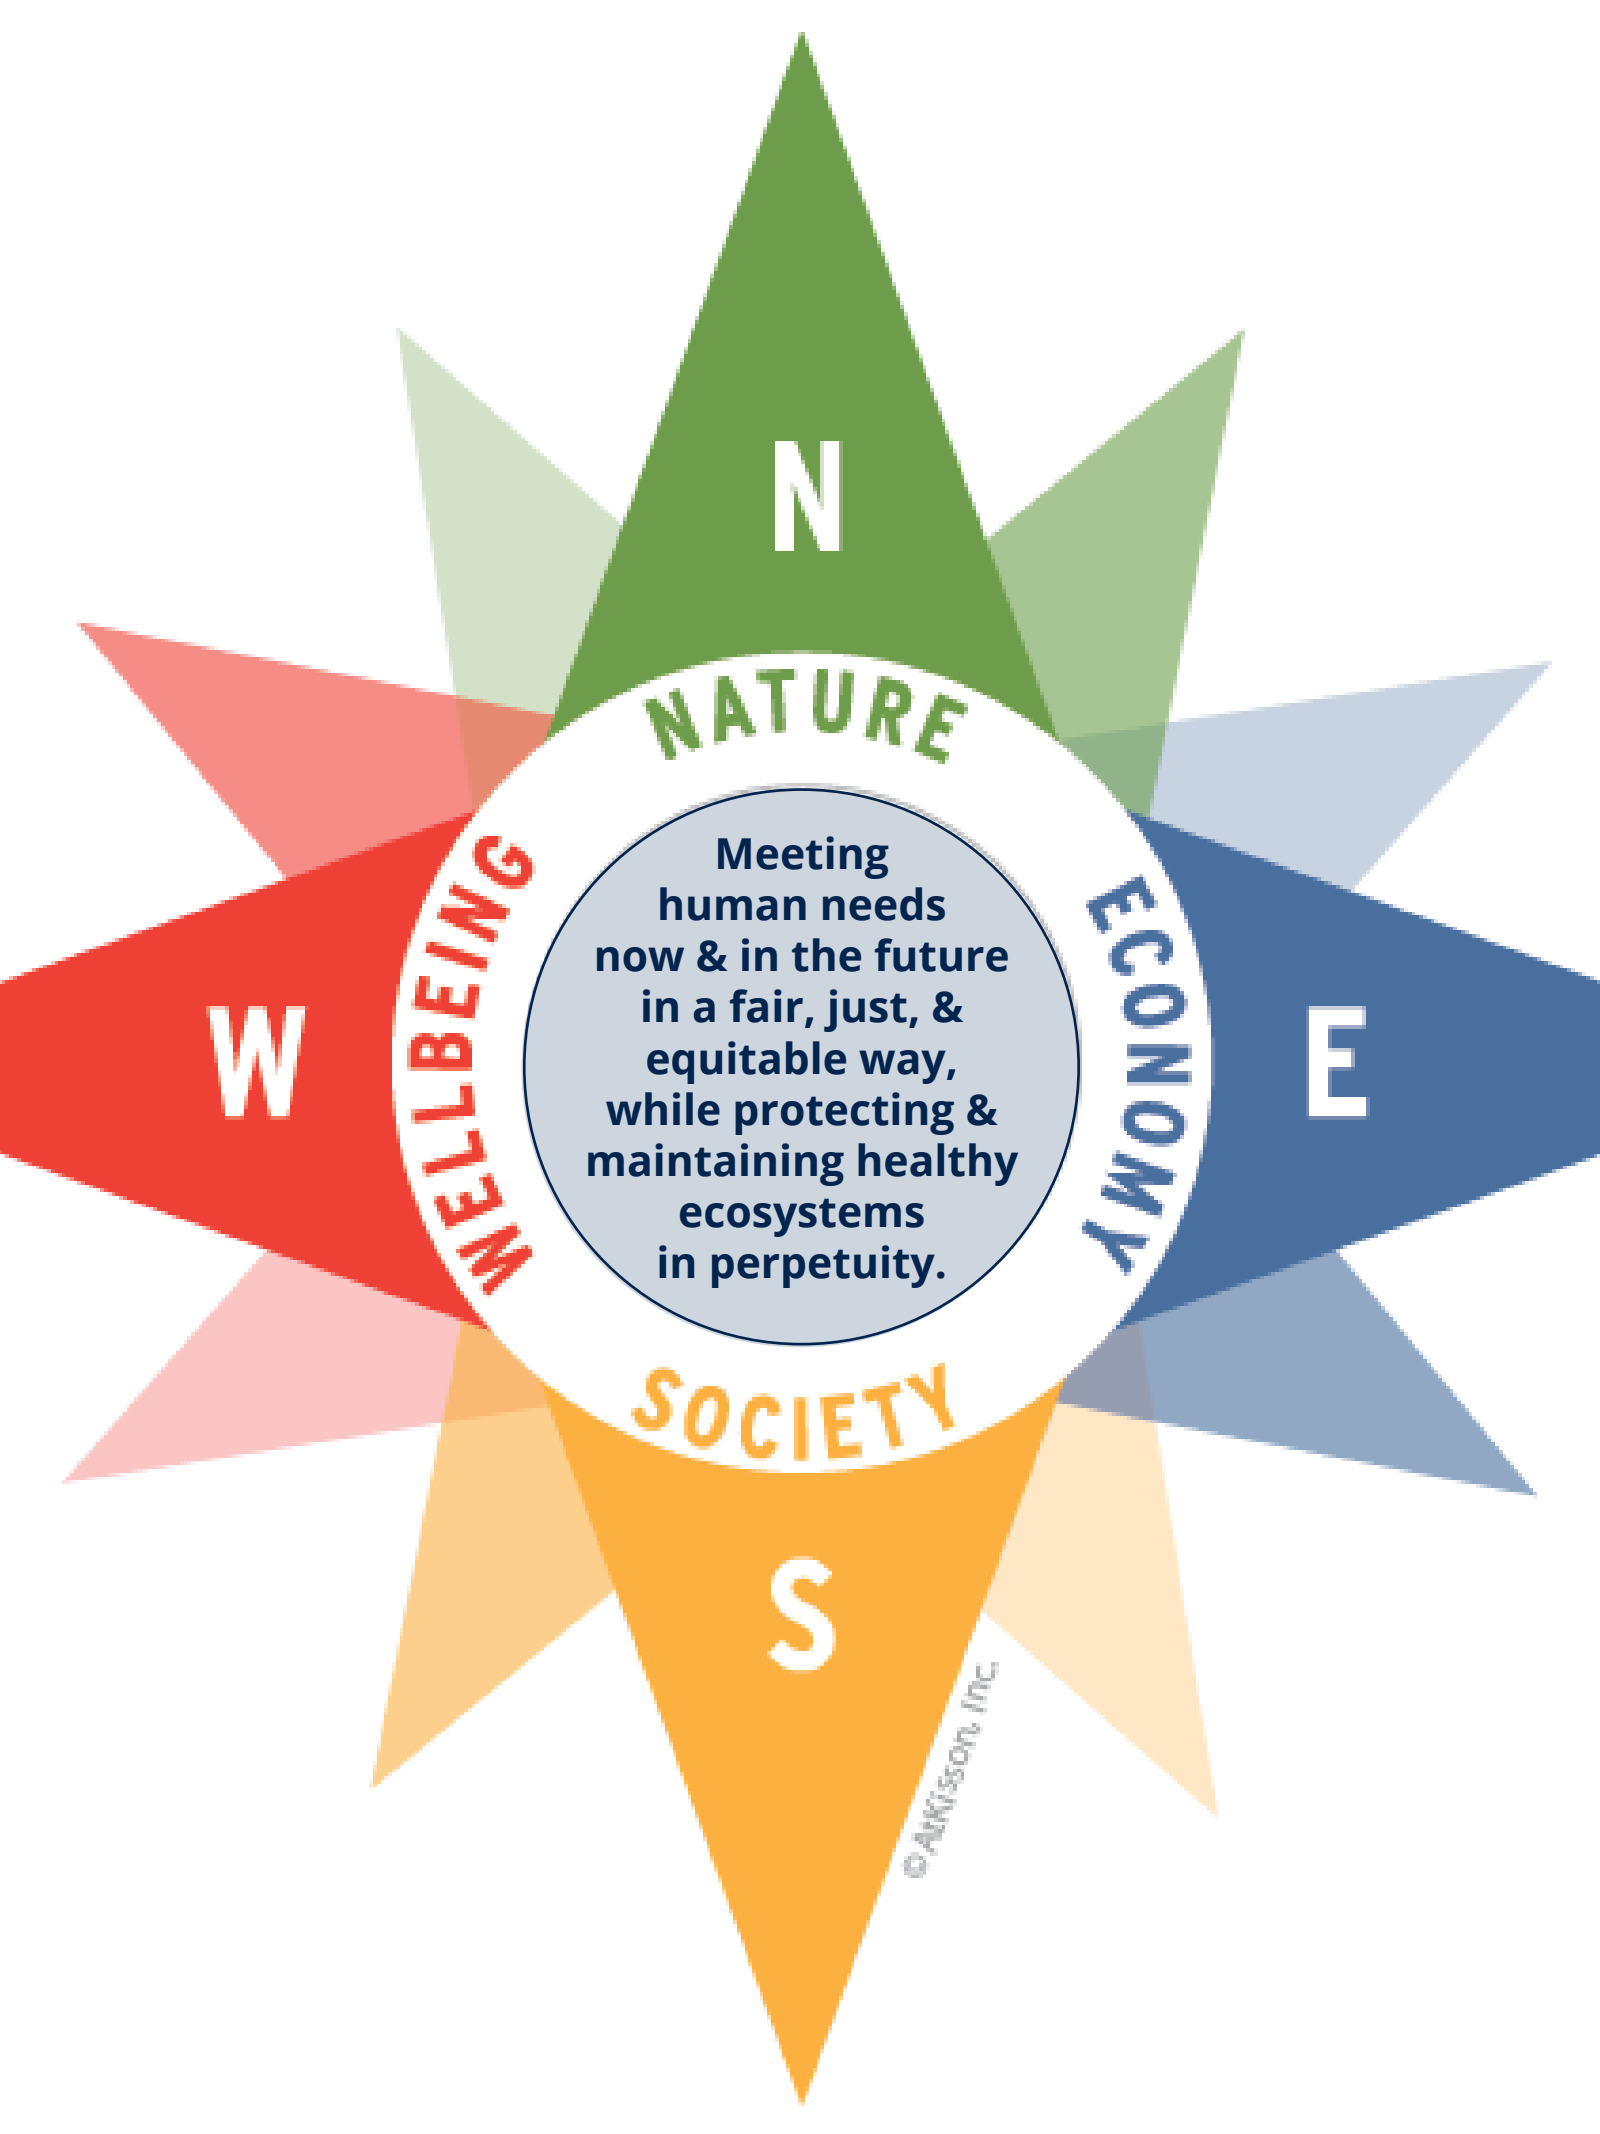 N
NATURE
Meeting
human needs
now & in the future
in a fair, just, &
equitable way,
while protecting &
maintaining healthy
ecosystems
in perpetuity.
W
WELLBEING
ECONOMY
E
SOCIETY
S
© AtKisson, Inc.